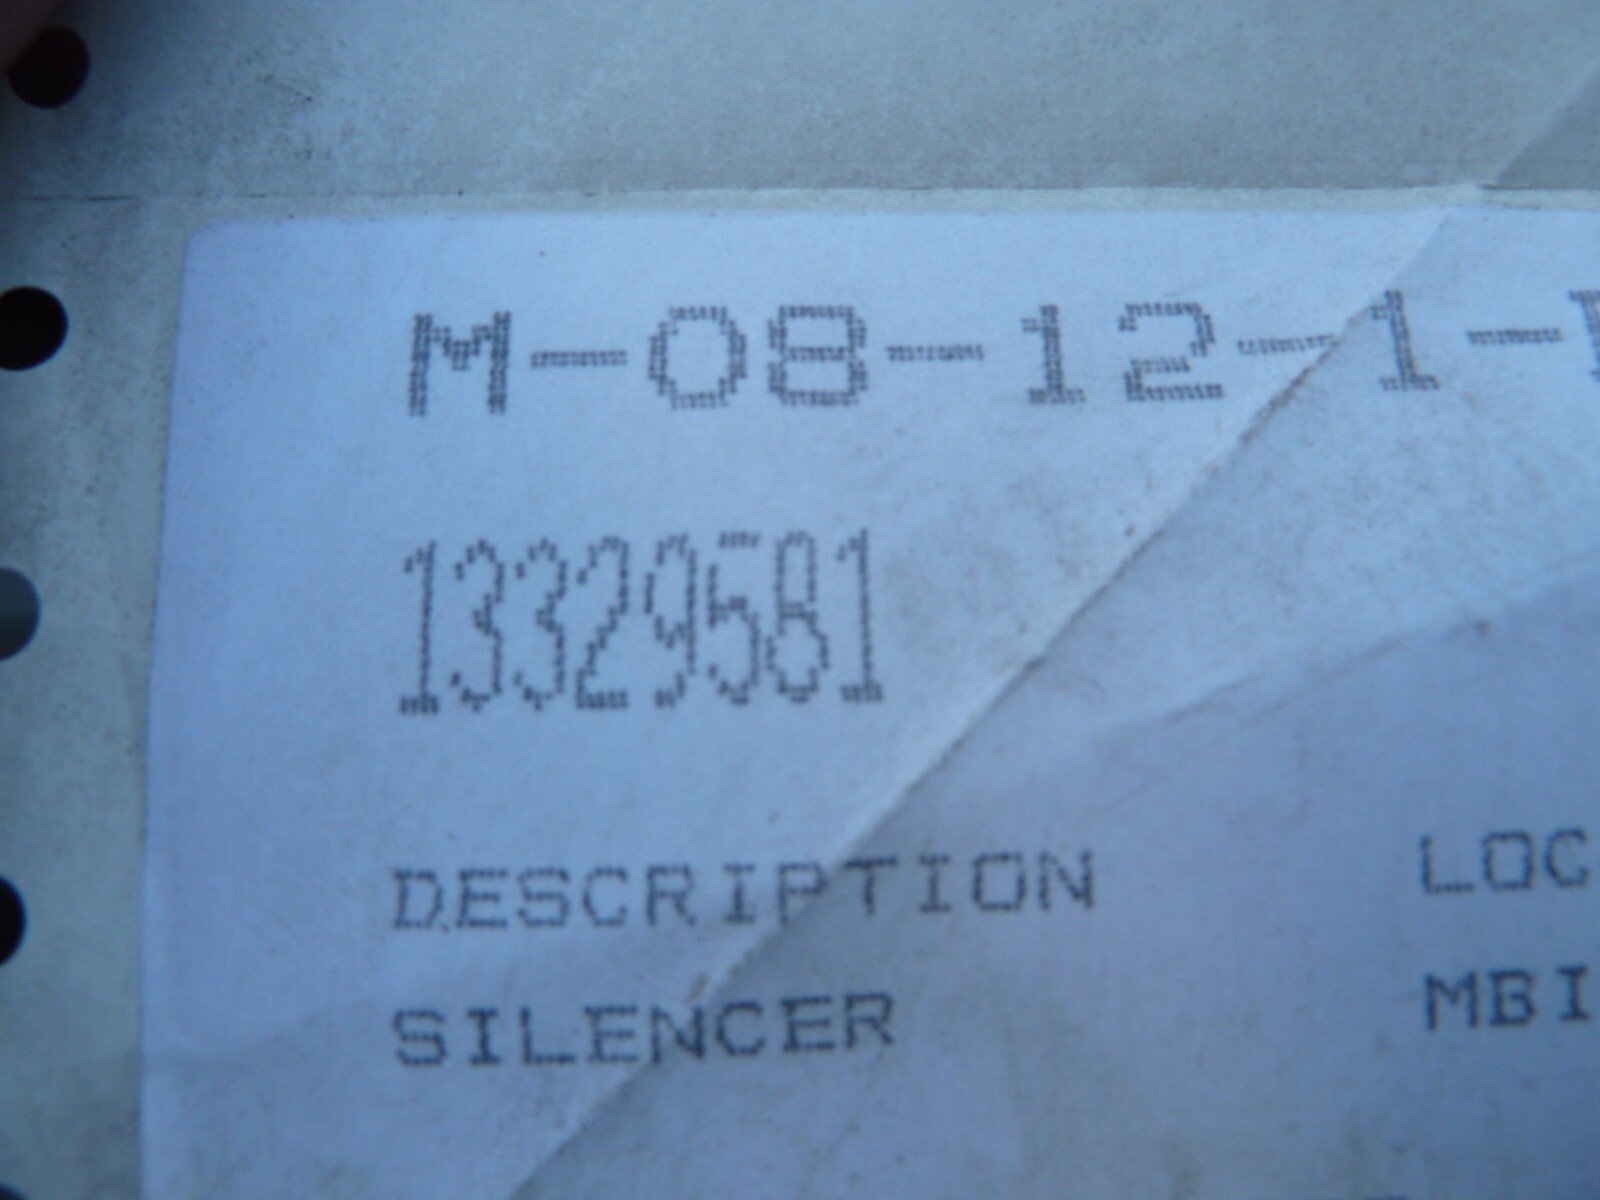 M-08-12-1-
13329581
DESCRIPTION LOC
SILENCER MBI